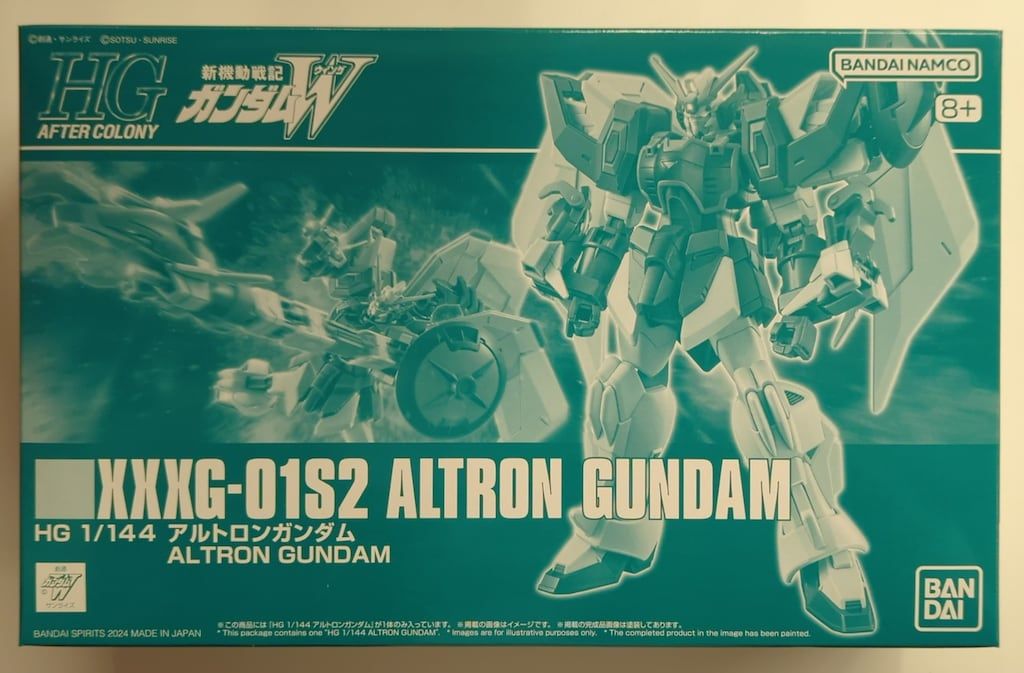 ©創通・サンライズ ©SOTSU・SUNRISE
HG
AFTER COLONY
新機動戦記
ガンダムW
ウイング
BANDAI NAMCO
8+
XXXG-01S2 ALTRON GUNDAM
HG 1/144 アルトロンガンダム
ALTRON GUNDAM
創通
ガンダムW
©
サンライズ
BAN
DAI
※この商品には「HG 1/144 アルトロンガンダム」が1体のみ入っています。 ※掲載の画像はイメージです。 ※掲載の完成品画像は塗装してあります。
BANDAI SPIRITS 2024 MADE IN JAPAN
* This package contains one "HG 1/144 ALTRON GUNDAM". * Images are for illustrative purposes only. * The completed product in the image has been painted.